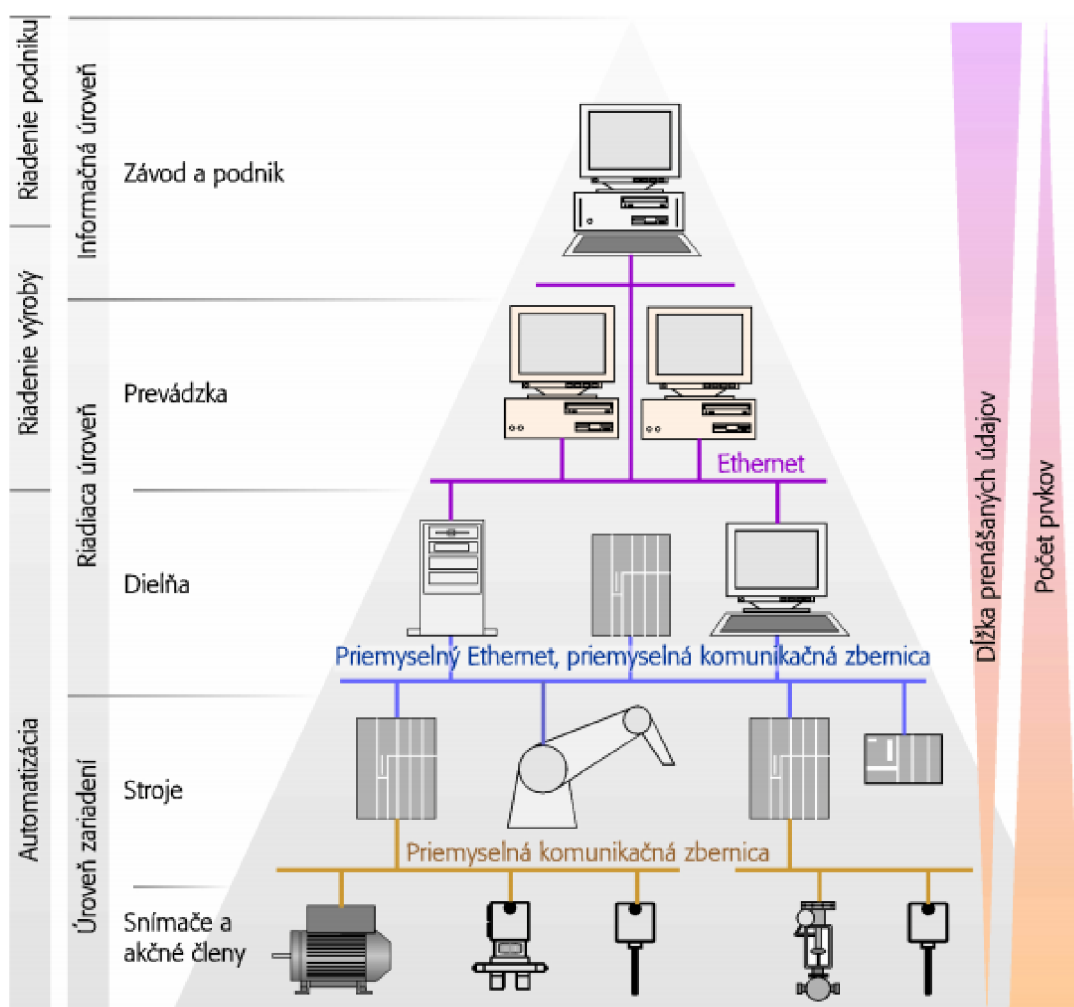 Riadenie podniku
Riadenie výroby
Automatizácia
Informačná úroveň
Riadiaca úroveň
Úroveň zariadení
Závod a podnik
Prevádzka
Ethernet
Dielňa
Priemyselný Ethernet, priemyselná komunikačná zbernica
Stroje
Priemyselná komunikačná zbernica
Snímače a
akčné členy
Dĺžka prenášaných údajov
Počet prvkov